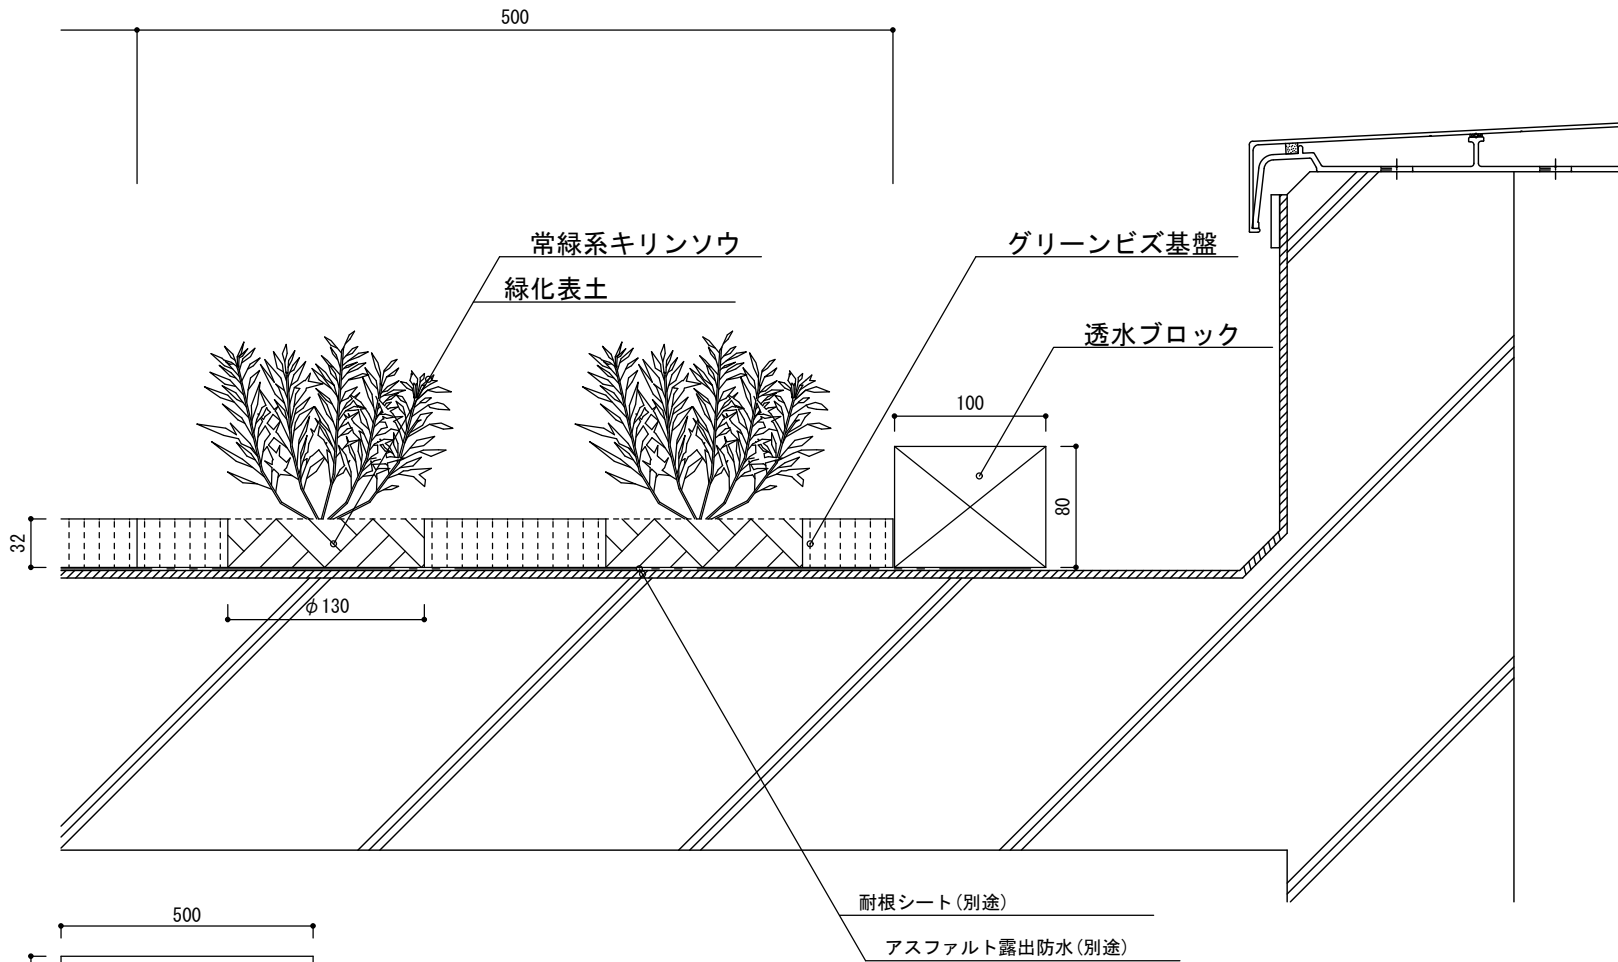 500
常緑系キリンソウ
グリーンビズ基盤
緑化表土
透水ブロック
100
80
32
φ130
耐根シート(別途)
500
アスファルト露出防水(別途)